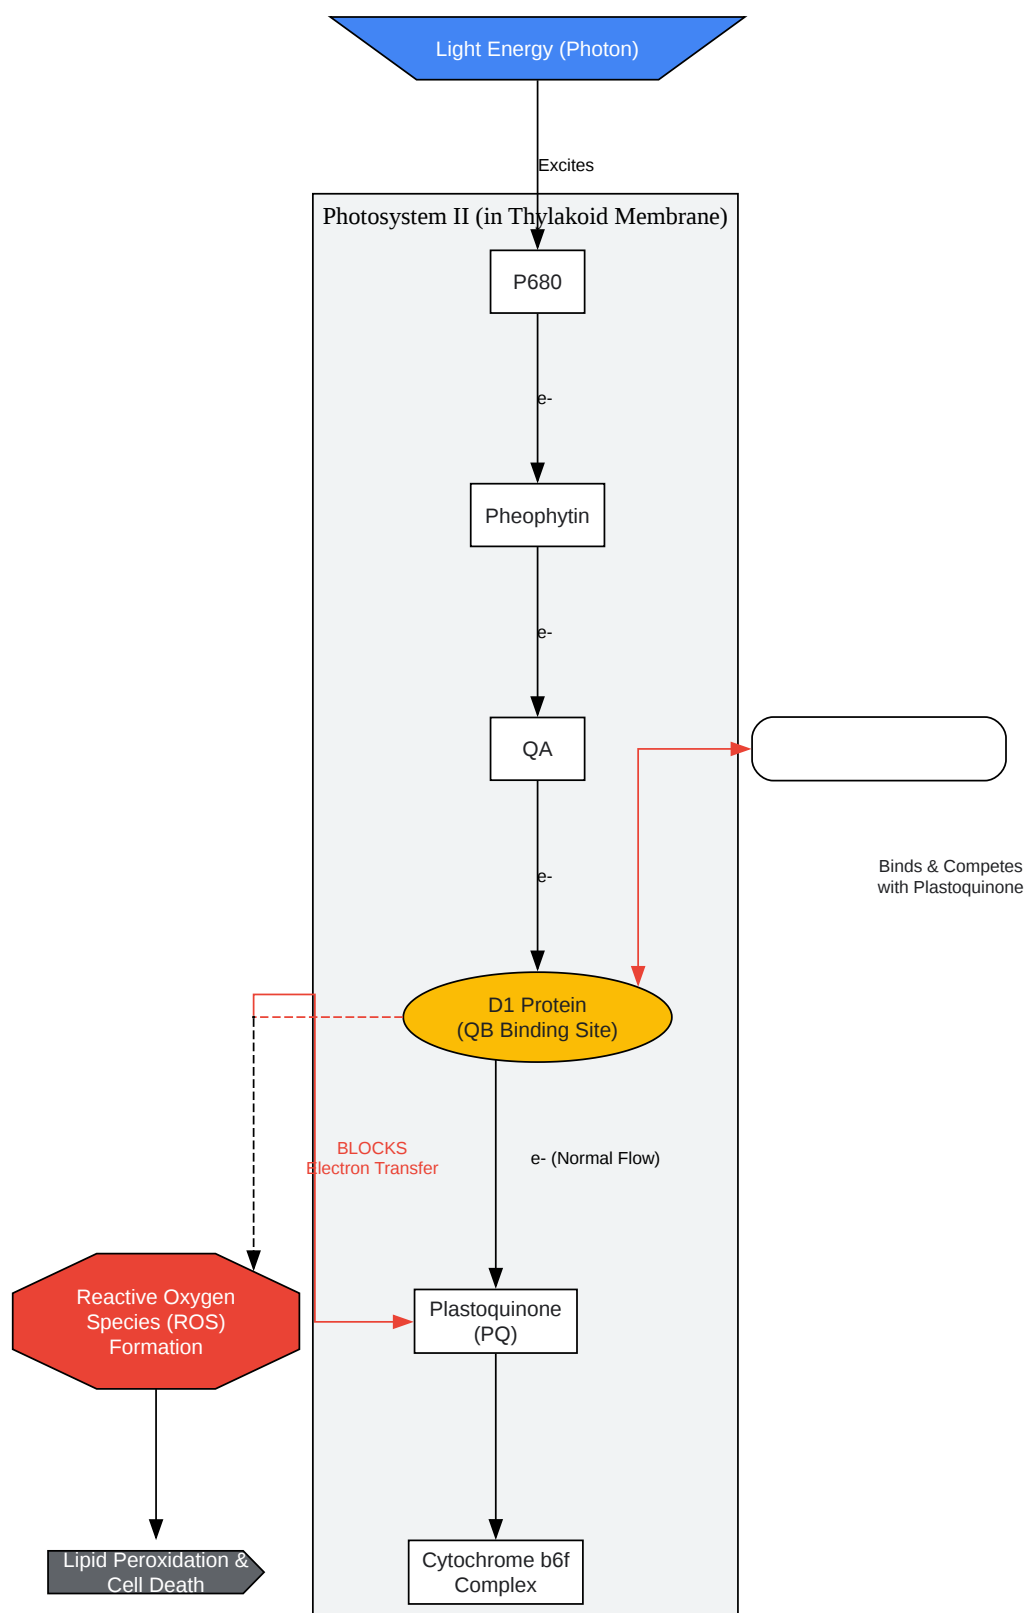 Light Energy (Photon)
Excites
Photosystem II (in Thylakoid Membrane)
P680
e-
Pheophytin
e-
QA
Binds & Competes
with Plastoquinone
e-
D1 Protein
(QB Binding Site)
BLOCKS
Electron Transfer
e- (Normal Flow)
Reactive Oxygen
Species (ROS)
Formation
Plastoquinone
(PQ)
Lipid Peroxidation &
Cell Death
Cytochrome b6f
Complex